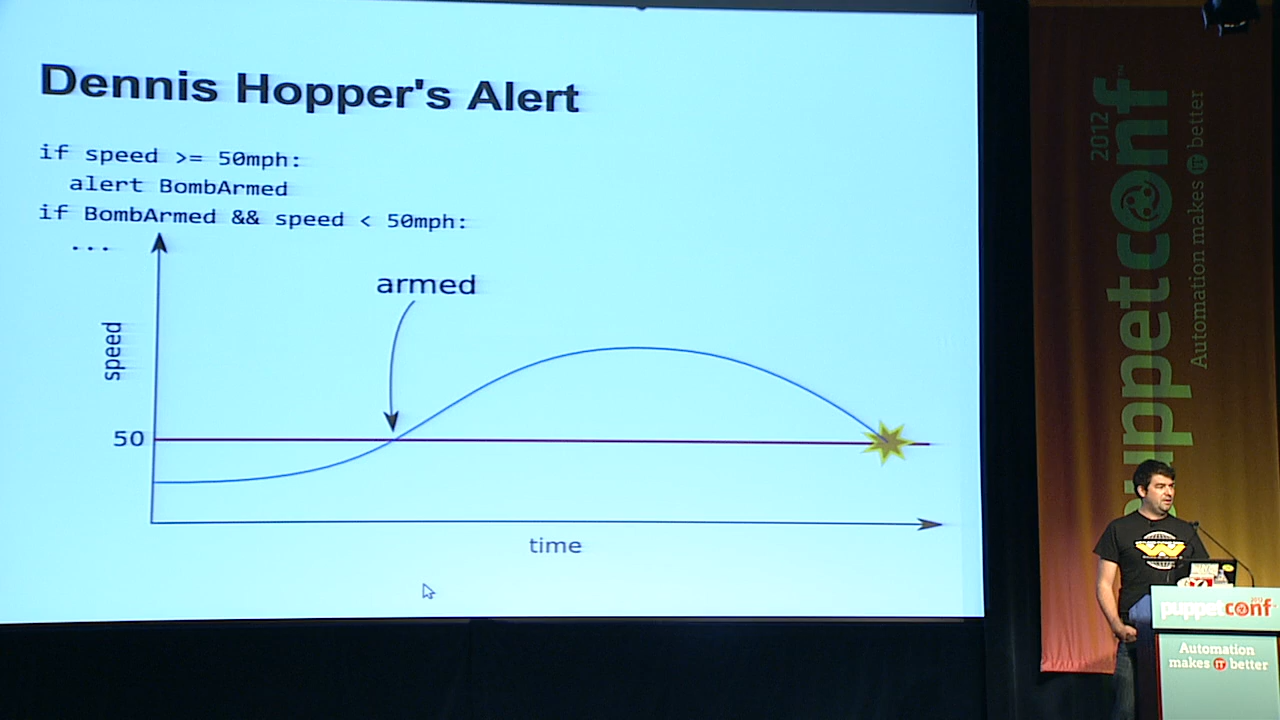 Dennis Hopper's Alert
if speed >= 50mph:
alert BombArmed
if BombArmed && speed < 50mph:
...
armed
speed
50
time
puppetconf™
2012
Automation makes IT better
puppetconf
2012
Automation
makes IT better